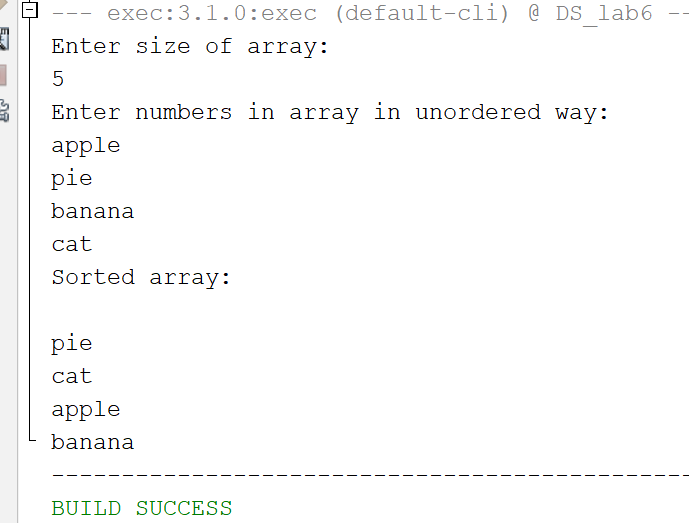 --- exec:3.1.0:exec (default-cli) @ DS_lab6 --
Enter size of array:
5
Enter numbers in array in unordered way:
apple
pie
banana
cat
Sorted array:

pie
cat
apple
banana
------------------------------------------------
BUILD SUCCESS